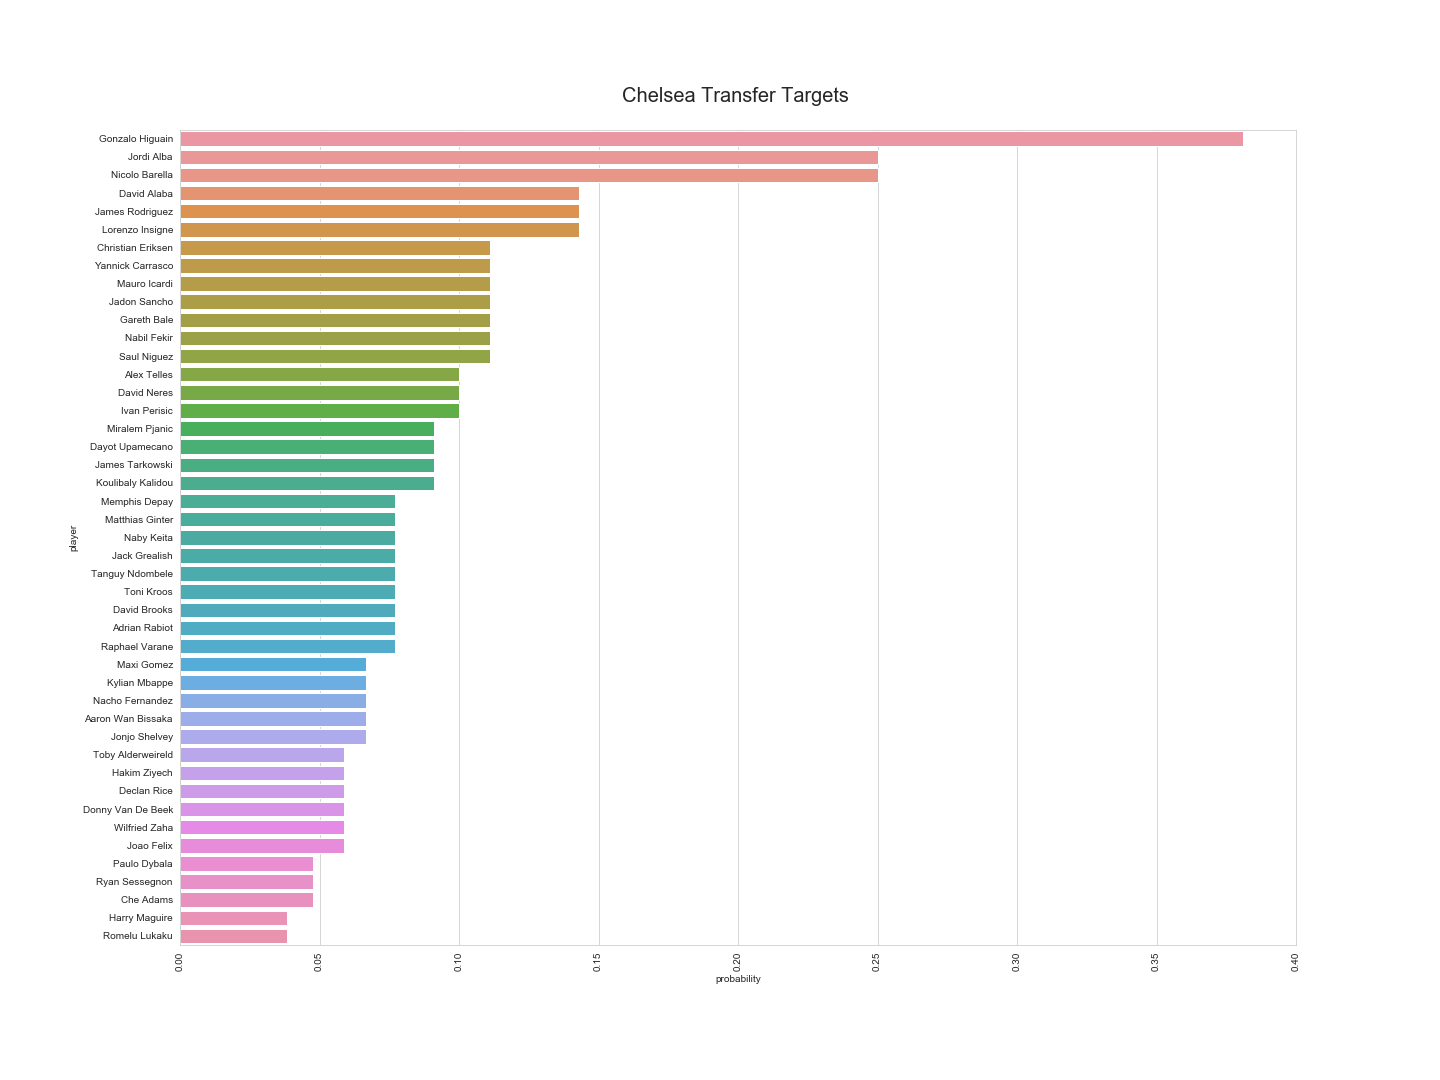 Chelsea Transfer Targets
Gonzalo Higuain
Jordi Alba
Nicolo Barella
David Alaba
James Rodriguez
Lorenzo Insigne
Christian Eriksen
Yannick Carrasco
Mauro Icardi
Jadon Sancho
Gareth Bale
Nabil Fekir
Saul Niguez
Alex Telles
David Neres
Ivan Perisic
Miralem Pjanic
Dayot Upamecano
James Tarkowski
Koulibaly Kalidou
Memphis Depay
Matthias Ginter
Naby Keita
Jack Grealish
Tanguy Ndombele
Toni Kroos
David Brooks
Adrian Rabiot
Raphael Varane
Maxi Gomez
Kylian Mbappe
Nacho Fernandez
Aaron Wan Bissaka
Jonjo Shelvey
Toby Alderweireld
Hakim Ziyech
Declan Rice
Donny Van De Beek
Wilfried Zaha
Joao Felix
Paulo Dybala
Ryan Sessegnon
Che Adams
Harry Maguire
Romelu Lukaku
player
0.00 0.05 0.10 0.15 0.20 0.25 0.30 0.35 0.40
probability